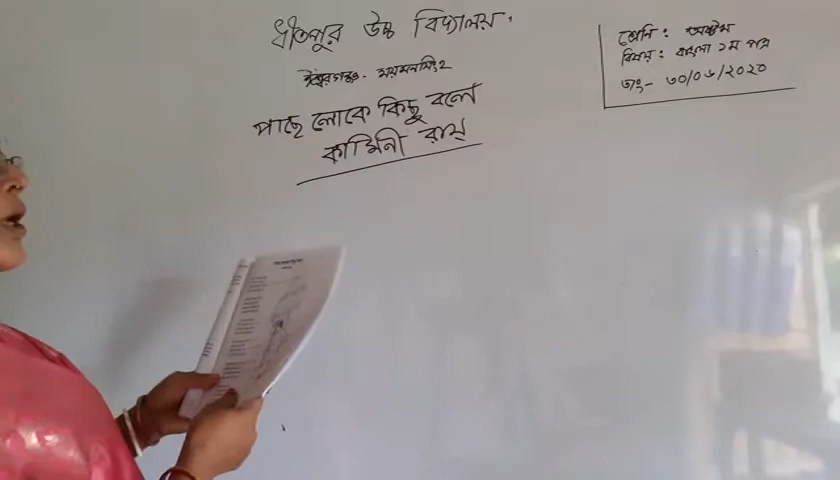 ধীতপুর উচ্চ বিদ্যালয়।
ঈশ্বরগঞ্জ - ময়মনসিংহ
পাছে লোকে কিছু বলে
কামিনী রায়
শ্রেনি : অষ্টম
বিষয় : বাংলা ১ম পত্র
তাং- ৩০/০৬/২০২০